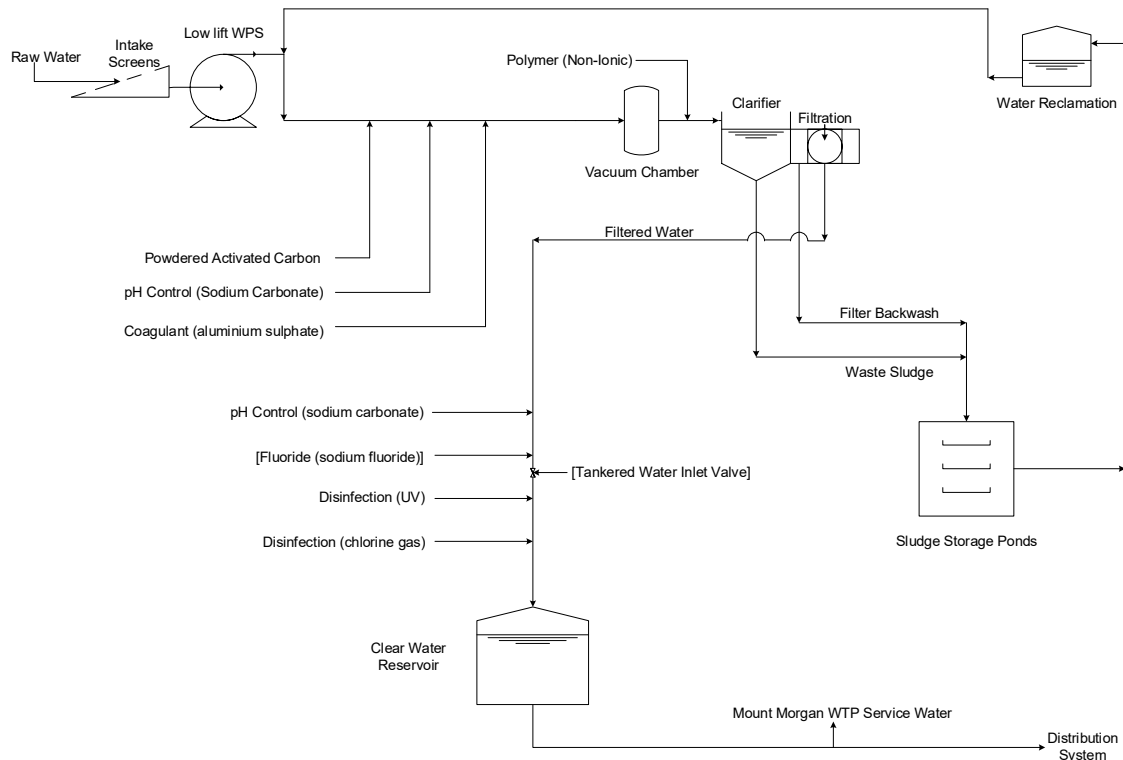 Low lift WPS
Intake
Screens
Raw Water
Polymer (Non-Ionic)
Clarifier
Filtration
Water Reclamation
Vacuum Chamber
Filtered Water
Powdered Activated Carbon
pH Control (Sodium Carbonate)
Coagulant (aluminium sulphate)
Filter Backwash
Waste Sludge
pH Control (sodium carbonate)
[Fluoride (sodium fluoride)]
[Tankered Water Inlet Valve]
Disinfection (UV)
Disinfection (chlorine gas)
Sludge Storage Ponds
Clear Water
Reservoir
Mount Morgan WTP Service Water
Distribution
System